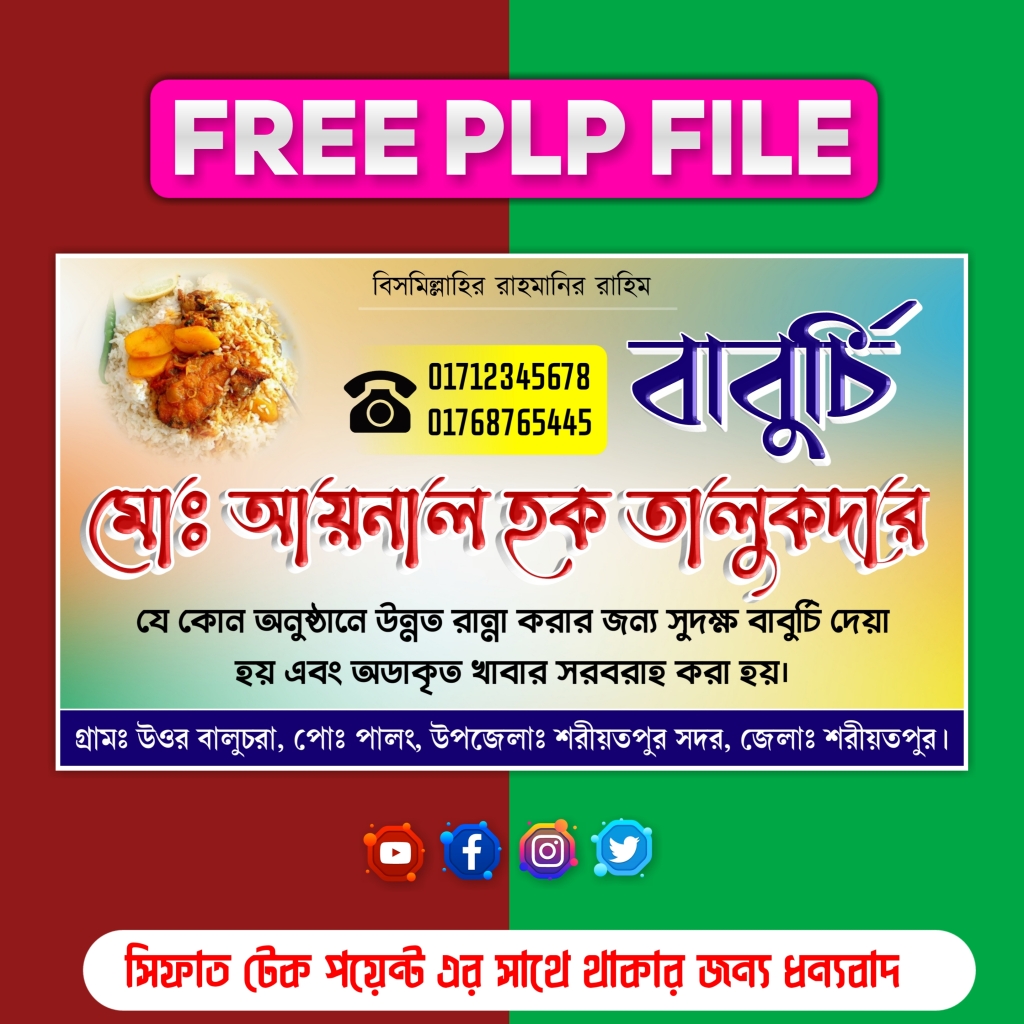 FREE PLP FILE
বিসমিল্লাহির রাহমানির রাহিম
01712345678
01768765445
বাবুর্চি
মোঃ আয়নাল হক তালুকদার
যে কোন অনুষ্ঠানে উন্নত রান্না করার জন্য সুদক্ষ বাবুর্চি দেয়া
হয় এবং অডাকৃত খাবার সরবরাহ করা হয়।
গ্রামঃ উওর বালুচরা, পোঃ পালং, উপজেলাঃ শরীয়তপুর সদর, জেলাঃ শরীয়তপুর।
সিফাত টেক পয়েন্ট এর সাথে থাকার জন্য ধন্যবাদ